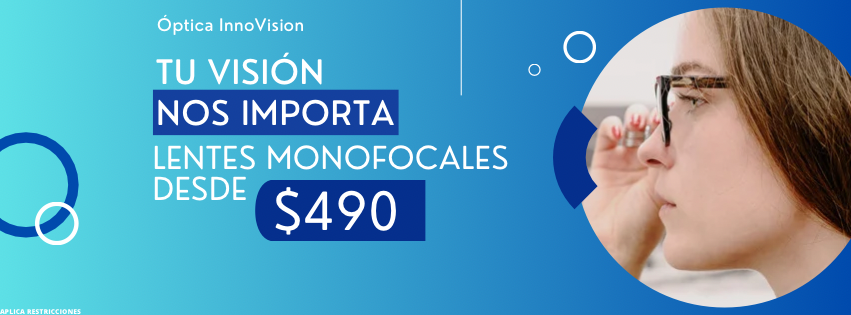 Óptica InnoVision
TU VISIÓN
NOS IMPORTA
LENTES MONOFOCALES
DESDE
$490
APLICA RESTRICCIONES